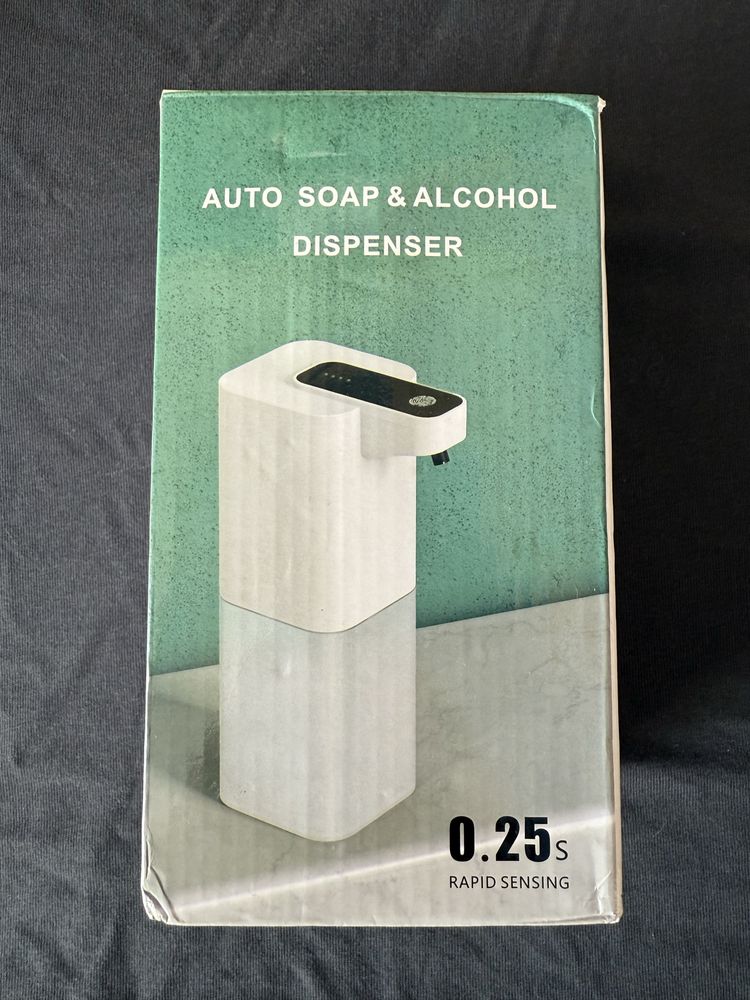 AUTO SOAP & ALCOHOL
DISPENSER
0.25s
RAPID SENSING